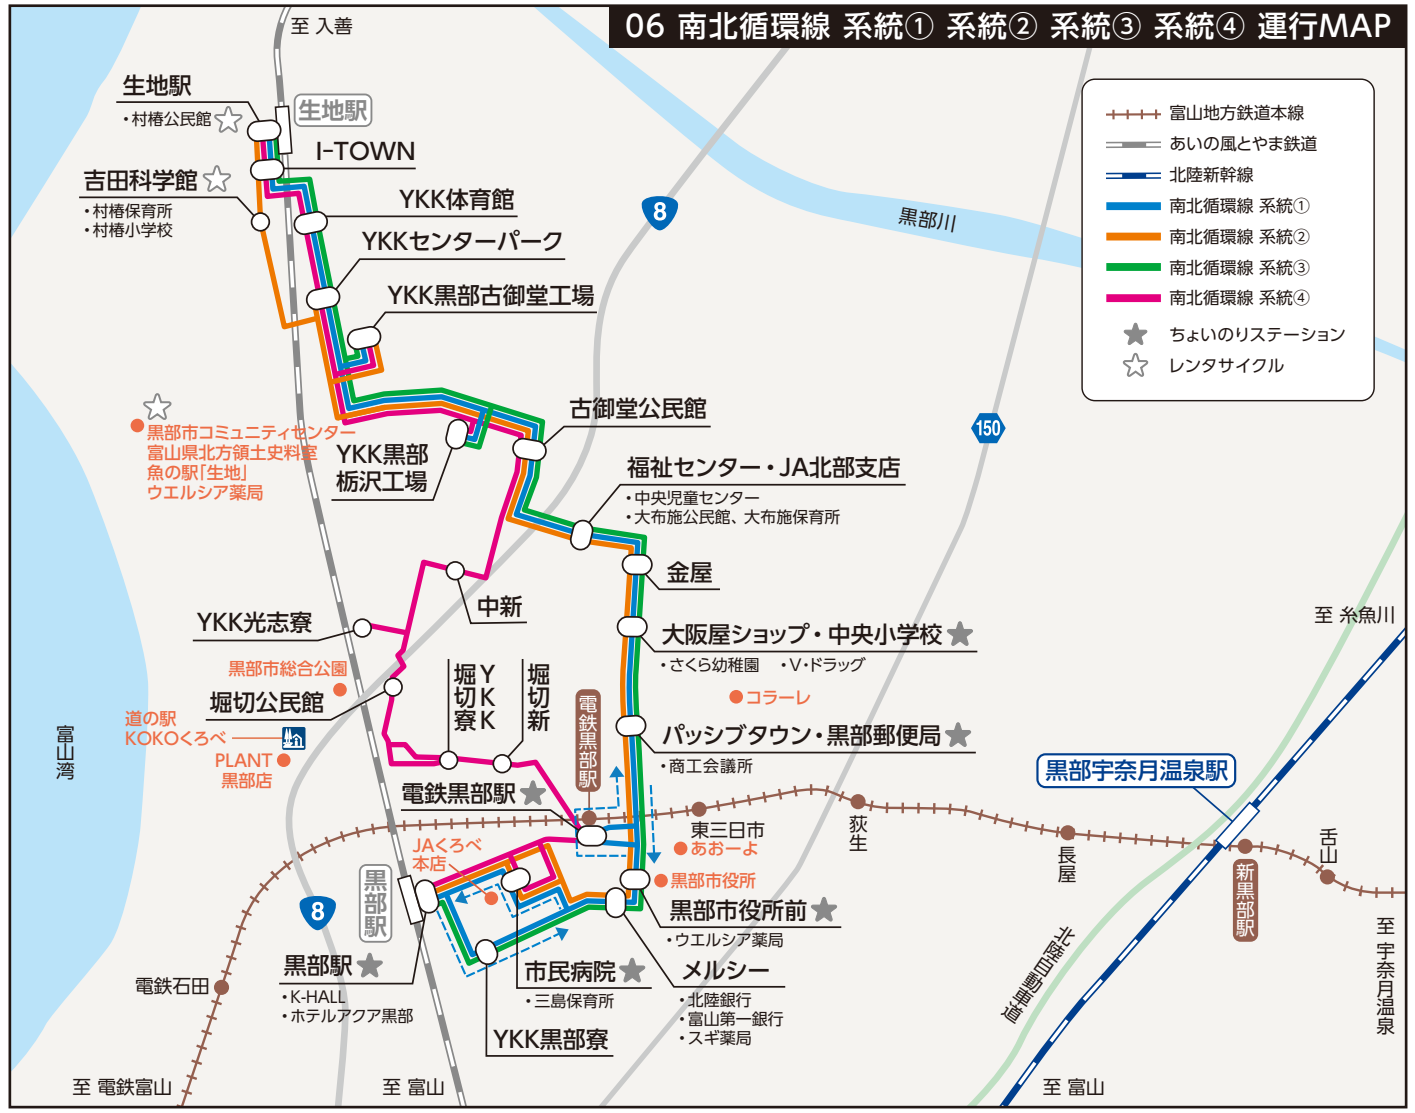 06 南北循環線 系統① 系統② 系統③ 系統④ 運行MAP
至 入善
富山地方鉄道本線
あいの風とやま鉄道
北陸新幹線
南北循環線 系統①
南北循環線 系統②
南北循環線 系統③
南北循環線 系統④
ちょいのりステーション
レンタサイクル
生地駅
・村椿公民館
生地駅
I-TOWN
吉田科学館
・村椿保育所
・村椿小学校
YKK体育館
YKKセンターパーク
YKK黒部古御堂工場
8
黒部川
150
黒部市コミュニティセンター
富山県北方領土史料室
魚の駅「生地」
ウエルシア薬局
YKK黒部
栃沢工場
古御堂公民館
福祉センター・JA北部支店
・中央児童センター
・大布施公民館、大布施保育所
金屋
中新
YKK光志寮
大阪屋ショップ・中央小学校
・さくら幼稚園 ・V・ドラッグ
コラーレ
黒部市総合公園
堀切公民館
YKK
堀切寮
堀切新
電鉄黒部駅
パッシブタウン・黒部郵便局
・商工会議所
道の駅
KOKOくろべ
PLANT
黒部店
富山湾
電鉄黒部駅
東三日市
あおーよ
荻生
長屋
黒部宇奈月温泉駅
至 糸魚川
舌山
新黒部駅
至 宇奈月温泉
JAくろべ
本店
黒部駅
8
黒部市役所
黒部市役所前
・ウエルシア薬局
黒部駅
・K-HALL
・ホテルアクア黒部
市民病院
・三島保育所
メルシー
・北陸銀行
・富山第一銀行
・スギ薬局
YKK黒部寮
電鉄石田
北陸自動車道
至 電鉄富山
至 富山
至 富山